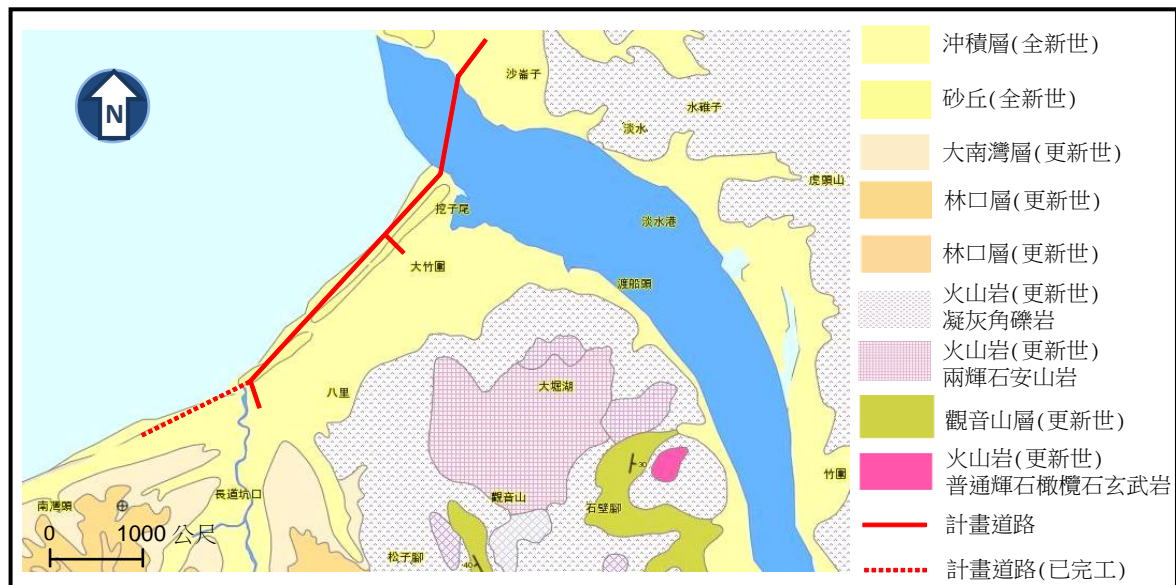 N
沙崙子
水碓子
淡水
虎頭山
挖子尾
淡水港
大竹圍
渡船頭
八里
大堀湖
30
竹圍
長道坑口
觀音山
石壁腳
南灣頭
松子腳
40
0 1000 公尺
沖積層(全新世)
砂丘(全新世)
大南灣層(更新世)
林口層(更新世)
林口層(更新世)
火山岩(更新世)
凝灰角礫岩
火山岩(更新世)
兩輝石安山岩
觀音山層(更新世)
火山岩(更新世)
普通輝石橄欖石玄武岩
計畫道路
計畫道路(已完工)